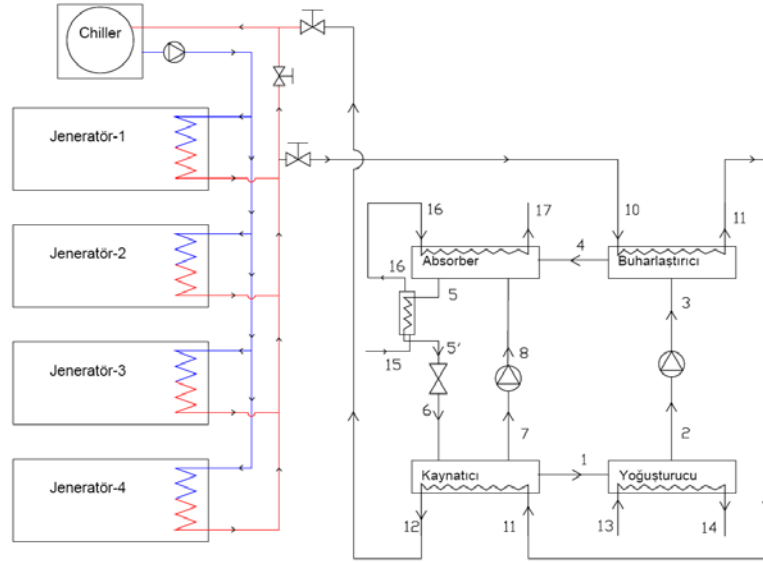 Chiller
Jeneratör-1
Jeneratör-2
Jeneratör-3
Jeneratör-4
16
17
4
10
11
Absorber
Buharlaştırıcı
16
5
3
15
5'
8
6
7
2
Kaynatıcı
1
Yoğuşturucu
12
11
13
14